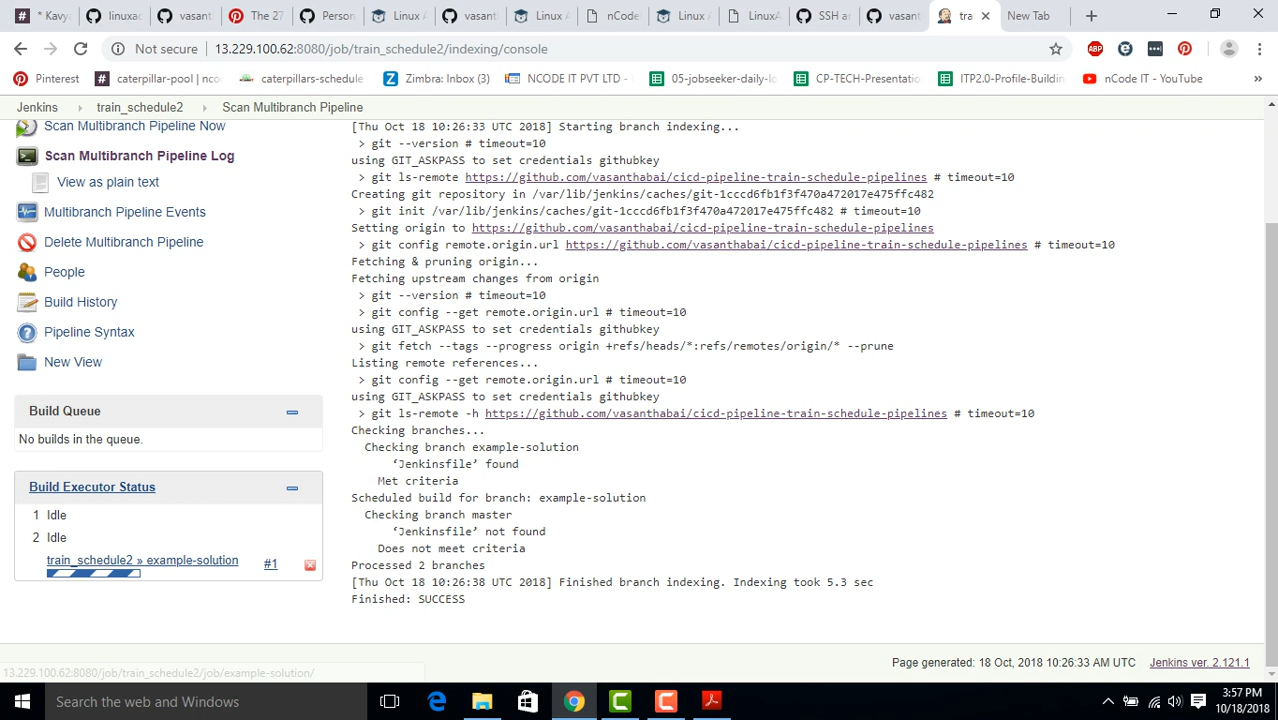 * Kavy
linuxac
vasant
The 27
Person
Linux A
vasant
Linux A
nCode
Linux A
LinuxA
SSH ar
vasant
tra
New Tab
Not secure
13.229.100.62:8080/job/train_schedule2/indexing/console
ABP
Pinterest
caterpillar-pool | nco
caterpillars-schedule
Zimbra: Inbox (3)
NCODE IT PVT LTD -
05-jobseeker-daily-lo
CP-TECH-Presentation
ITP2.0-Profile-Building
nCode IT - YouTube
»
Jenkins
train_schedule2
Scan Multibranch Pipeline
Scan Multibranch Pipeline Now
Scan Multibranch Pipeline Log
View as plain text
Multibranch Pipeline Events
Delete Multibranch Pipeline
People
Build History
Pipeline Syntax
New View
Build Queue
No builds in the queue.
Build Executor Status
1 Idle
2 Idle
train_schedule2 » example-solution #1
[Thu Oct 18 10:26:33 UTC 2018] Starting branch indexing...
> git --version # timeout=10
using GIT_ASKPASS to set credentials githubkey
> git ls-remote https://github.com/vasanthabai/cicd-pipeline-train-schedule-pipelines # timeout=10
Creating git repository in /var/lib/jenkins/caches/git-1cccd6fb1f3f470a472017e475ffc482
> git init /var/lib/jenkins/caches/git-1cccd6fb1f3f470a472017e475ffc482 # timeout=10
Setting origin to https://github.com/vasanthabai/cicd-pipeline-train-schedule-pipelines
> git config remote.origin.url https://github.com/vasanthabai/cicd-pipeline-train-schedule-pipelines # timeout=10
Fetching & pruning origin...
Fetching upstream changes from origin
> git --version # timeout=10
> git config --get remote.origin.url # timeout=10
using GIT_ASKPASS to set credentials githubkey
> git fetch --tags --progress origin +refs/heads/*:refs/remotes/origin/* --prune
Listing remote references...
> git config --get remote.origin.url # timeout=10
using GIT_ASKPASS to set credentials githubkey
> git ls-remote -h https://github.com/vasanthabai/cicd-pipeline-train-schedule-pipelines # timeout=10
Checking branches...
Checking branch example-solution
‘Jenkinsfile’ found
Met criteria
Scheduled build for branch: example-solution
Checking branch master
‘Jenkinsfile’ not found
Does not meet criteria
Processed 2 branches
[Thu Oct 18 10:26:38 UTC 2018] Finished branch indexing. Indexing took 5.3 sec
Finished: SUCCESS
Page generated: 18 Oct, 2018 10:26:33 AM UTC
Jenkins ver. 2.121.1
13.229.100.62:8080/job/train_schedule2/job/example-solution/
Search the web and Windows
3:57 PM
10/18/2018